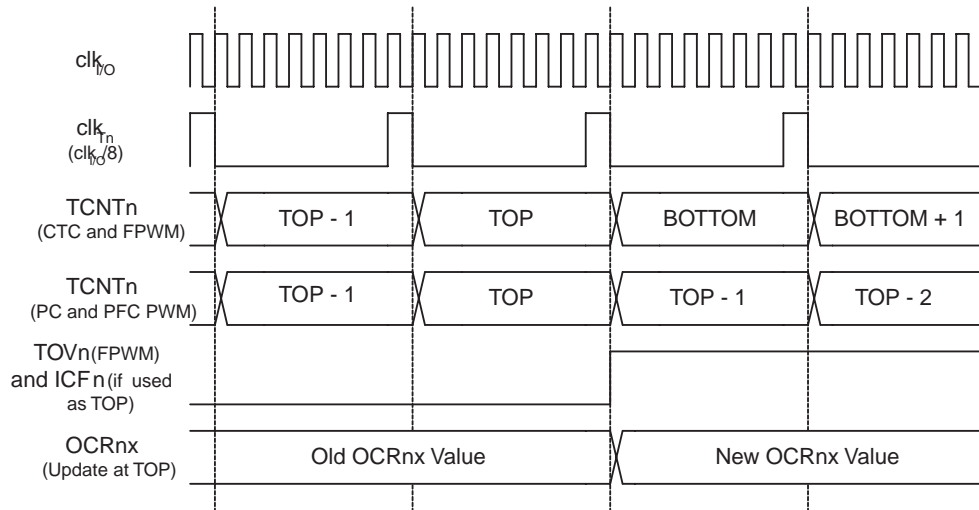 clkI/O
clkTn
(clkI/O/8)
TCNTn
(CTC and FPWM)
TOP - 1
TOP
BOTTOM
BOTTOM + 1
TCNTn
(PC and PFC PWM)
TOP - 1
TOP
TOP - 1
TOP - 2
TOVn(FPWM)
and ICFn(if used
as TOP)
OCRnx
(Update at TOP)
Old OCRnx Value
New OCRnx Value